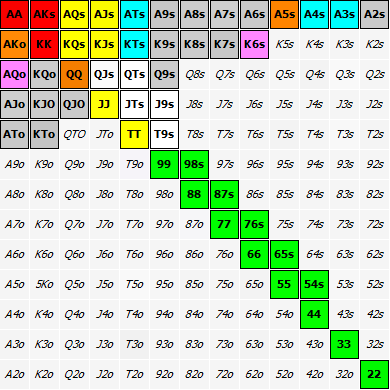 AA AKs AQs AJs ATs A9s A8s A7s A6s A5s A4s A3s A2s
AKo KK KQs KJs KTs K9s K8s K7s K6s K5s K4s K3s K2s
AQo KQo QQ QJs QTs Q9s Q8s Q7s Q6s Q5s Q4s Q3s Q2s
AJo KJO QJO JJ JTs J9s J8s J7s J6s J5s J4s J3s J2s
ATo KTo QTO JTo TT T9s T8s T7s T6s T5s T4s T3s T2s
A9o K9o Q9o J9o T9o 99 98s 97s 96s 95s 94s 93s 92s
A8o K8o Q8o J8o T8o 98o 88 87s 86s 85s 84s 83s 82s
A7o K7o Q7o J7o T7o 97o 87o 77 76s 75s 74s 73s 72s
A6o K6o Q6o J6o T6o 96o 86o 76o 66 65s 64s 63s 62s
A5o 5Ko Q5o J5o T5o 95o 85o 75o 65o 55 54s 53s 52s
A4o K4o Q4o J4o T4o 94o 84o 74o 64o 54o 44 43s 42s
A3o K3o Q3o J3o T3o 93o 83o 73o 63o 53o 43o 33 32s
A2o K2o Q2o J2o T2o 92o 82o 72o 62o 52o 42o 32o 22